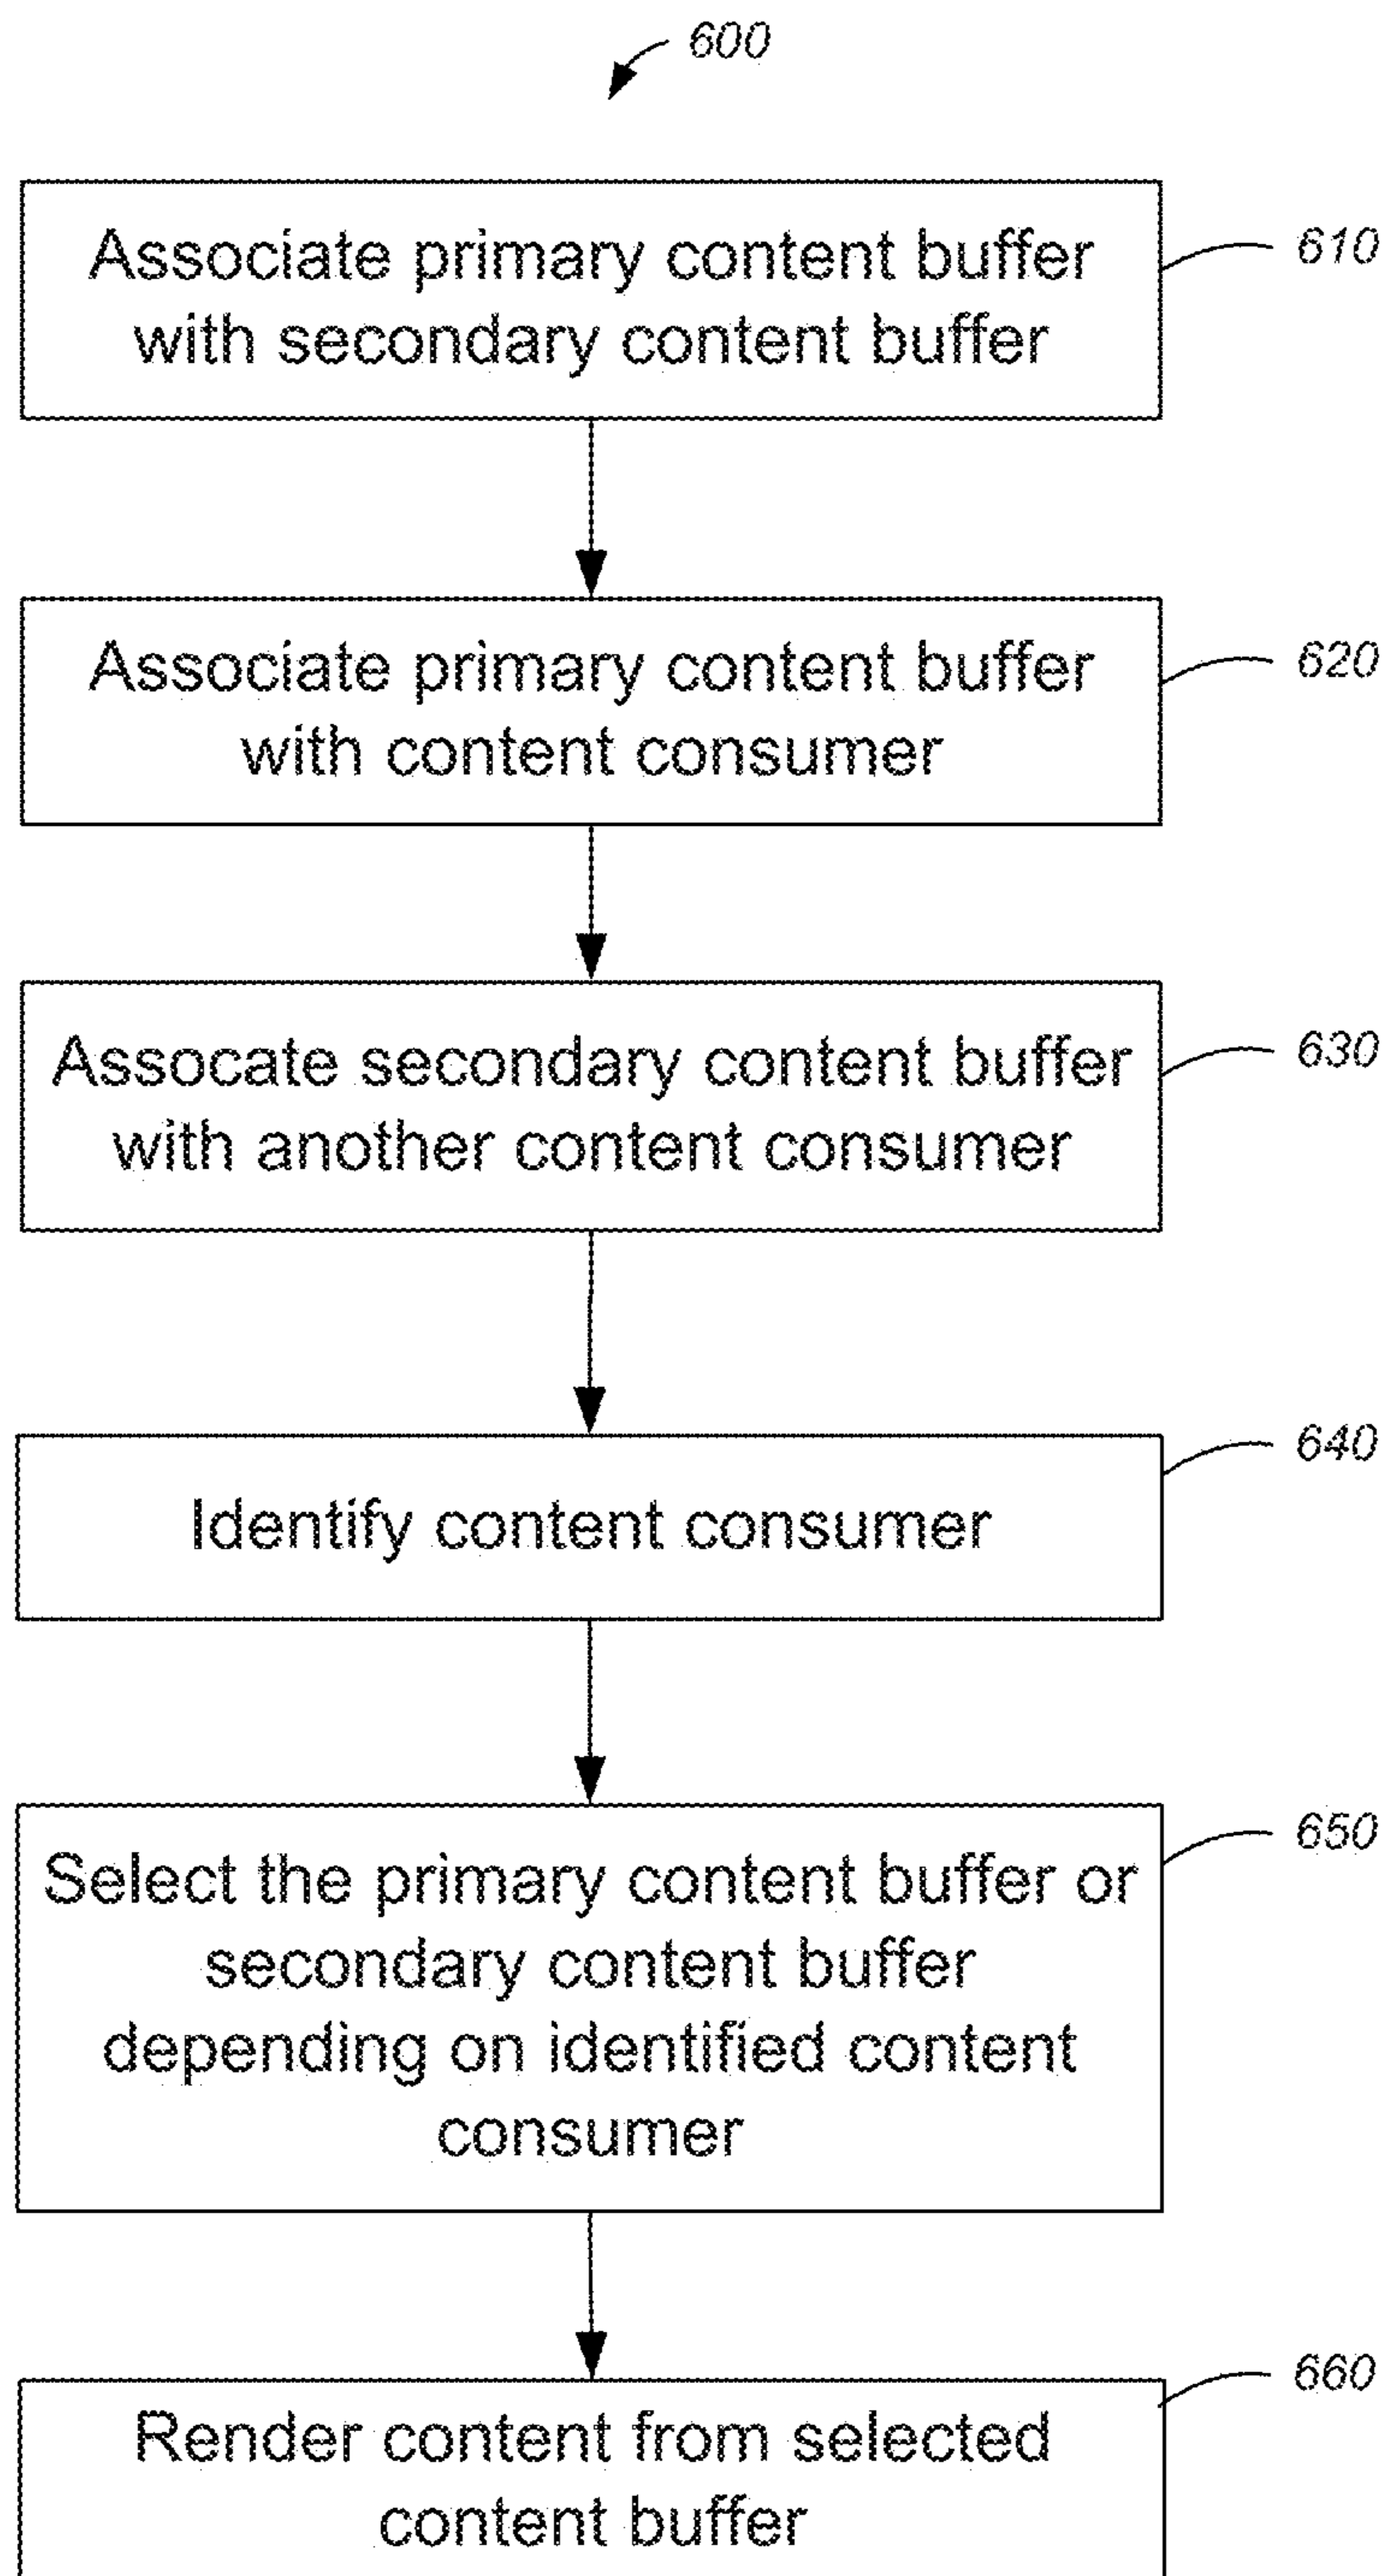 600
Associate primary content buffer
with secondary content buffer
610
Associate primary content buffer
with content consumer
620
Assocate secondary content buffer
with another content consumer
630
Identify content consumer
640
Select the primary content buffer or
secondary content buffer
depending on identified content
consumer
650
Render content from selected
content buffer
660